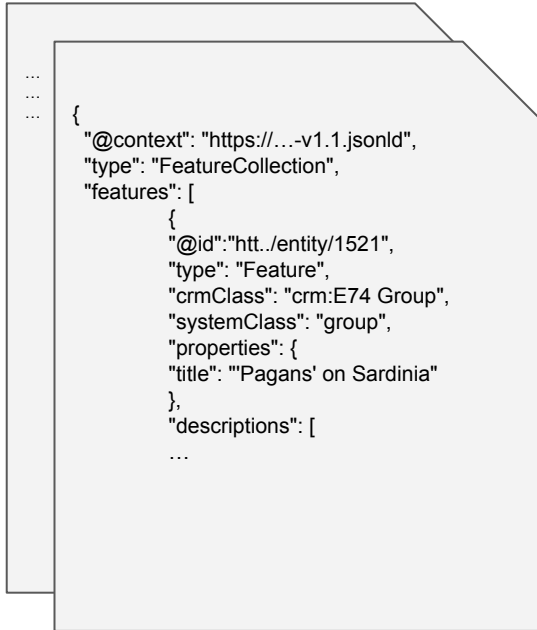 …
…
…
{
"@context": "https://…-v1.1.jsonld",
"type": "FeatureCollection",
"features": [
{
"@id":"htt../entity/1521",
"type": "Feature",
"crmClass": "crm:E74 Group",
"systemClass": "group",
"properties": {
"title": "'Pagans' on Sardinia"
},
"descriptions": [
…